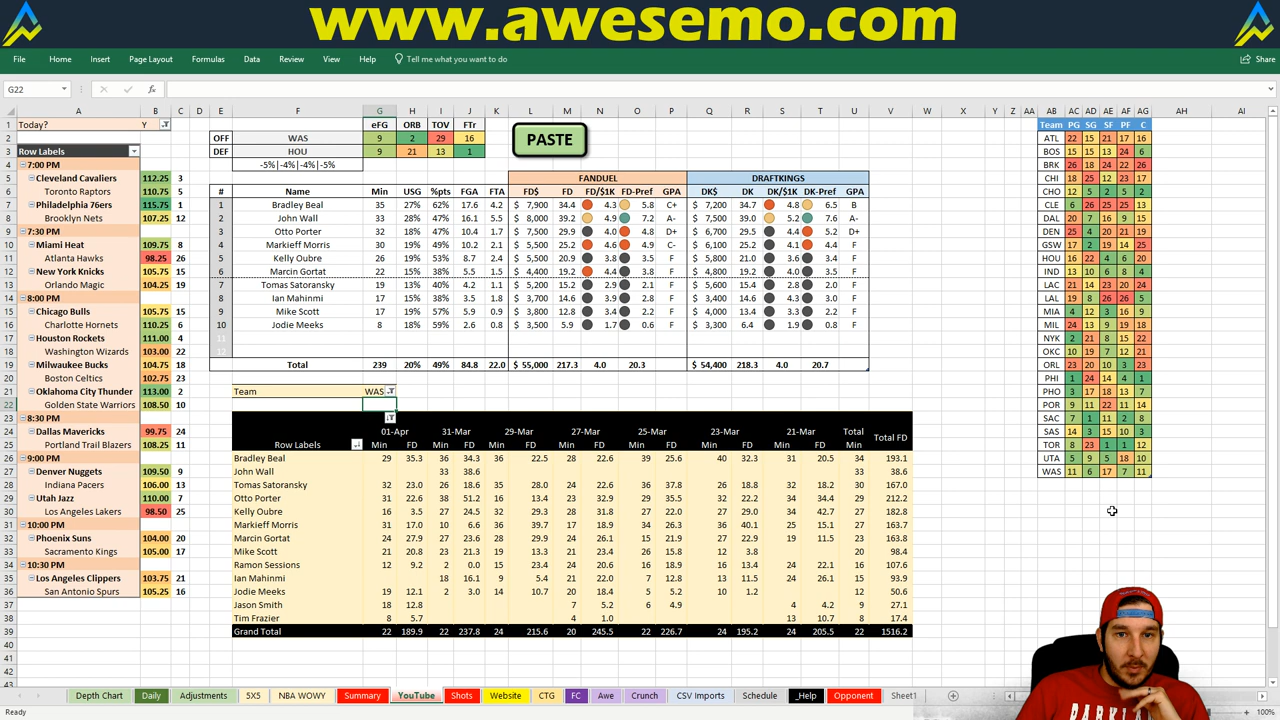 www.awesemo.com
File Home Insert Page Layout Formulas Data Review View Help Tell me what you want to do Share
G22 fx
A B C D E F G H I J K L M N O P Q R S T U V W X Y Z AA AB AC AD AE AF AG AH AI
1 Today? Y eFG ORB TOV FTr PASTE Team PG SG SF PF C
2 OFF WAS 9 2 29 16 ATL 22 15 21 17 16
3 Row Labels DEF HOU 9 21 13 1 BOS 15 15 13 24 6
4 7:00 PM -5%|-4%|-4%|-5% BRK 26 18 22 23 22
5 Cleveland Cavaliers 112.25 3 FANDUEL DRAFTKINGS CHI 24 25 12 23 17
6 Toronto Raptors 110.75 5 # Name Min USG %pts FGA FTA FD$ FD FD/$1K FD-Pref GPA DK$ DK DK/$1K DK-Pref GPA CHO 12 5 2 5 2
7 Philadelphia 76ers 115.75 1 1 Bradley Beal 35 27% 62% 17.6 4.2 $ 7,900 34.4 4.3 5.8 C+ $ 7,200 34.7 4.8 6.5 B CLE 26
8 Brooklyn Nets 107.25 12 2 John Wall 33 28% 47% 18.1 5.6 $ 8,000 39.2 4.9 7.2 A- $ 7,500 39.0 5.2 7.6 A- DAL 20 7 16 9 15
9 7:30 PM 3 Otto Porter 32 18% 47% 10.4 1.7 $ 7,500 29.9 4.0 4.8 D+ $ 6,700 29.5 4.4 5.2 D+ DEN 25 4 20 21 19
10 Miami Heat 109.75 8 4 Markieff Morris 30 19% 49% 10.2 2.1 $ 5,500 25.2 4.6 4.9 C- $ 6,100 25.2 4.1 4.4 F GSW 17 2 19 14 25
11 Atlanta Hawks 98.25 26 5 Kelly Oubre 26 19% 53% 8.7 2.4 $ 5,500 20.9 3.8 3.5 F $ 5,800 21.0 3.6 3.4 F HOU 16
12 New York Knicks 105.75 15 6 Marcin Gortat 22 15% 38% 5.5 1.5 $ 4,400 19.2 4.4 3.8 F $ 4,800 19.2 4.0 3.5 F IND 14 10 6 8 4
13 Orlando Magic 104.25 19 7 Tomas Satoransky 19 13% 40% 4.2 1.1 $ 5,200 15.2 2.9 2.1 F $ 5,600 15.4 2.8 2.0 F LAC
14 8:00 PM 8 Ian Mahinmi 17 15% 38% 3.5 1.8 $ 3,700 14.6 3.9 2.8 F $ 3,400 14.6 4.3 3.0 F LAL 19 8 26 26 5
15 Chicago Bulls 105.75 15 9 Mike Scott 17 19% 57% 5.9 0.9 $ 3,800 12.8 3.4 2.2 F $ 4,000 13.4 3.3 2.2 F MIA 4 12
16 Charlotte Hornets 110.25 6 10 Jodie Meeks 8 18% 59% 2.6 0.8 $ 3,500 5.9 1.7 0.6 F $ 3,300 6.4 1.9 0.8 F MIL 24 13 9 19 18
17 Houston Rockets 111.00 4 11 NYK 2 21 8 15 22
18 Washington Wizards 103.00 22 12 OKC 10 19 7 12 21
19 Milwaukee Bucks 104.75 18 Total 239 20% 49% 84.8 22.0 $ 55,000 217.3 4.0 20.3 $ 54,400 218.3 4.0 20.7 ORL 23 20 10 3 23
20 Boston Celtics 102.75 23 PHI 1 24 14 4 1
21 Oklahoma City Thunder 113.00 2 Team WAS PHO 3 17 18 13 7
22 Golden State Warriors 108.50 10 POR 9 11 22 11 14
23 8:30 PM SAC 7 1 11 2 8
24 Dallas Mavericks 99.75 24 01-Apr 31-Mar 29-Mar 27-Mar 25-Mar 23-Mar 21-Mar Total Min Total FD SAS 14 3 15 10 3
25 Portland Trail Blazers 108.25 11 Row Labels Min FD Min FD Min FD Min FD Min FD Min FD Min FD TOR 8 23 1 1 12
26 9:00 PM Bradley Beal 29 35.3 36 34.3 36 22.5 28 22.6 39 25.6 40 32.3 31 20.5 34 193.1 UTA 5 9 5 18 10
27 Denver Nuggets 109.50 9 John Wall 33 38.6 33 38.6 WAS 11 6 17 7 11
28 Indiana Pacers 106.00 13 Tomas Satoransky 32 26.6 35 18.6 35 28.0 24 22.6 37 26.8 26 18.8 32 18.2 30 167.0
29 Utah Jazz 110.00 7 Otto Porter 31 22.6 38 51.2 16 13.4 23 32.9 29 35.5 32 22.2 34 34.4 29 212.2
30 Los Angeles Lakers 98.50 25 Kelly Oubre 16 3.5 24 32.5 27 29.3 28 31.8 22 22.0 27 29.0 28 42.7 27 182.8
31 10:00 PM Markieff Morris 31 17.0 10 6.6 36 39.7 18 18.9 34 26.3 36 40.1 25 15.1 27 163.7
32 Phoenix Suns 104.00 20 Marcin Gortat 24 27.9 27 23.6 28 29.9 24 26.1 15 21.9 27 22.9 19 11.5 23 163.8
33 Sacramento Kings 105.00 17 Mike Scott 21 20.8 23 21.3 19 13.3 21 23.4 26 15.8 12 3.8 20 98.4
34 10:30 PM Ramon Sessions 12 9.2 2 0.0 15 23.4 24 20.6 18 18.9 16 13.4 24 22.1 16 107.6
35 Los Angeles Clippers 103.75 21 Ian Mahinmi 18 16.1 9 5.4 21 22.0 7 12.8 24 11.5 24 26.1 15 93.9
36 San Antonio Spurs 105.25 16 Jodie Meeks 19 12.1 2 3.0 14 10.7 20 18.4 5 5.2 10 1.2 12 50.6
37 Jason Smith 18 12.8 7 5.2 6 4.9 4 4.2 9 27.1
38 Tim Frazier 8 5.7 4 1.0 13 10.7 8 17.4
39 Grand Total 22 189.9 22 237.8 24 215.6 20 245.5 22 226.7 24 195.2 24 205.5 22 1516.2
40
41
42
Depth Chart Daily Adjustments 5X5 NBA WOWY Summary YouTube Shots Website CTG FC Awe Crunch CSV Imports Schedule _Help Opponent Sheet1
Ready 100%